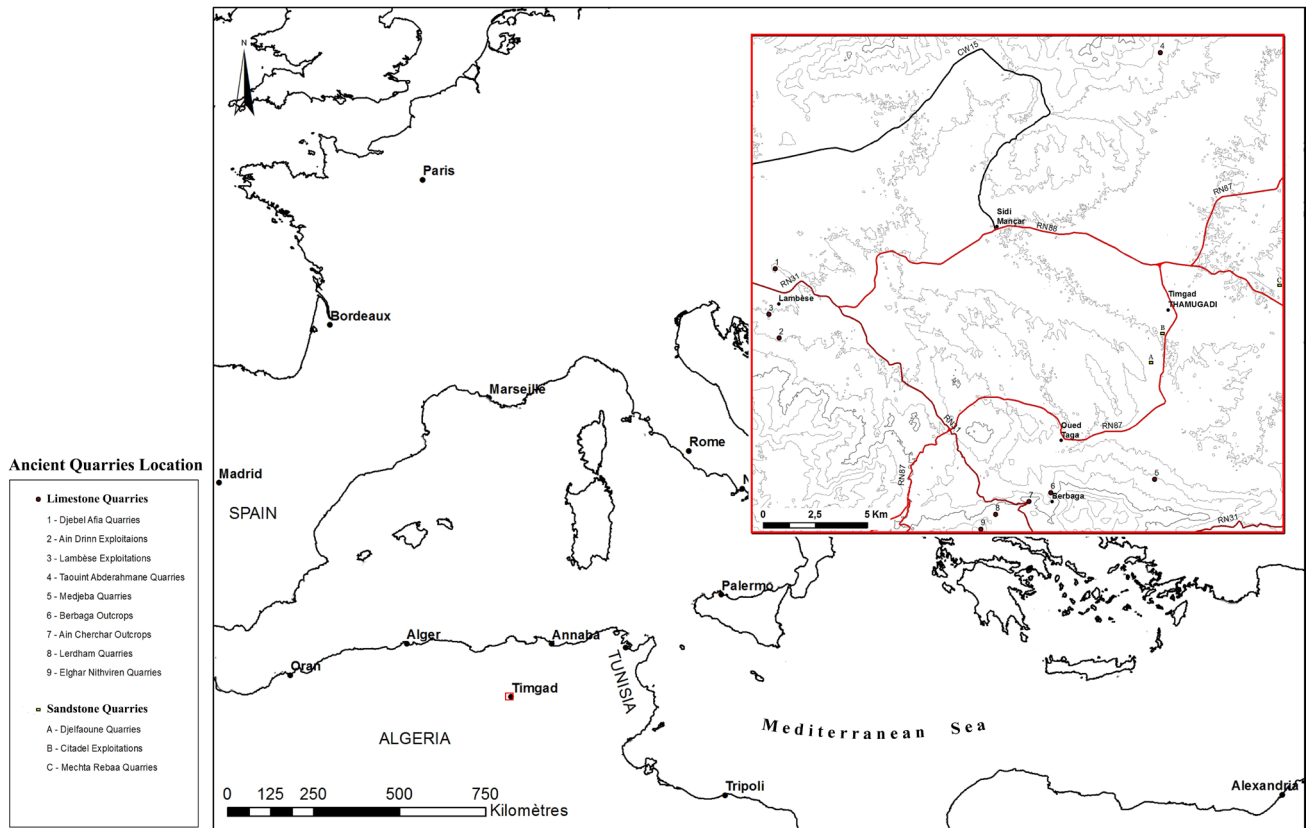 N
Paris
Bordeaux
Marseille
Rome
Madrid
SPAIN
N
Palermo
Alger
Annaba
Oran
Timgad
TUNISIA
ALGERIA
Mediterranean Sea
Tripoli
Alexandria
0 125 250 500 750
Kilomètres
CW15
4
RN87
Sidi
Mançar
RN88
1
RN31
Lambèse
3
2
C
Timgad
THAMUGADI
B
A
RN31
Oued
Taga
RN87
RN87
5
6
Berbaga
7
8
9
RN31
0 2,5 5 Km
Ancient Quarries Location
Limestone Quarries
1 - Djebel Afia Quarries
2 - Ain Drinn Exploitaions
3 - Lambèse Exploitations
4 - Taouint Abderahmane Quarries
5 - Medjeba Quarries
6 - Berbaga Outcrops
7 - Ain Cherchar Outcrops
8 - Lerdham Quarries
9 - Elghar Nithviren Quarries
Sandstone Quarries
A - Djelfaoune Quarries
B - Citadel Exploitations
C - Mechta Rebaa Quarries